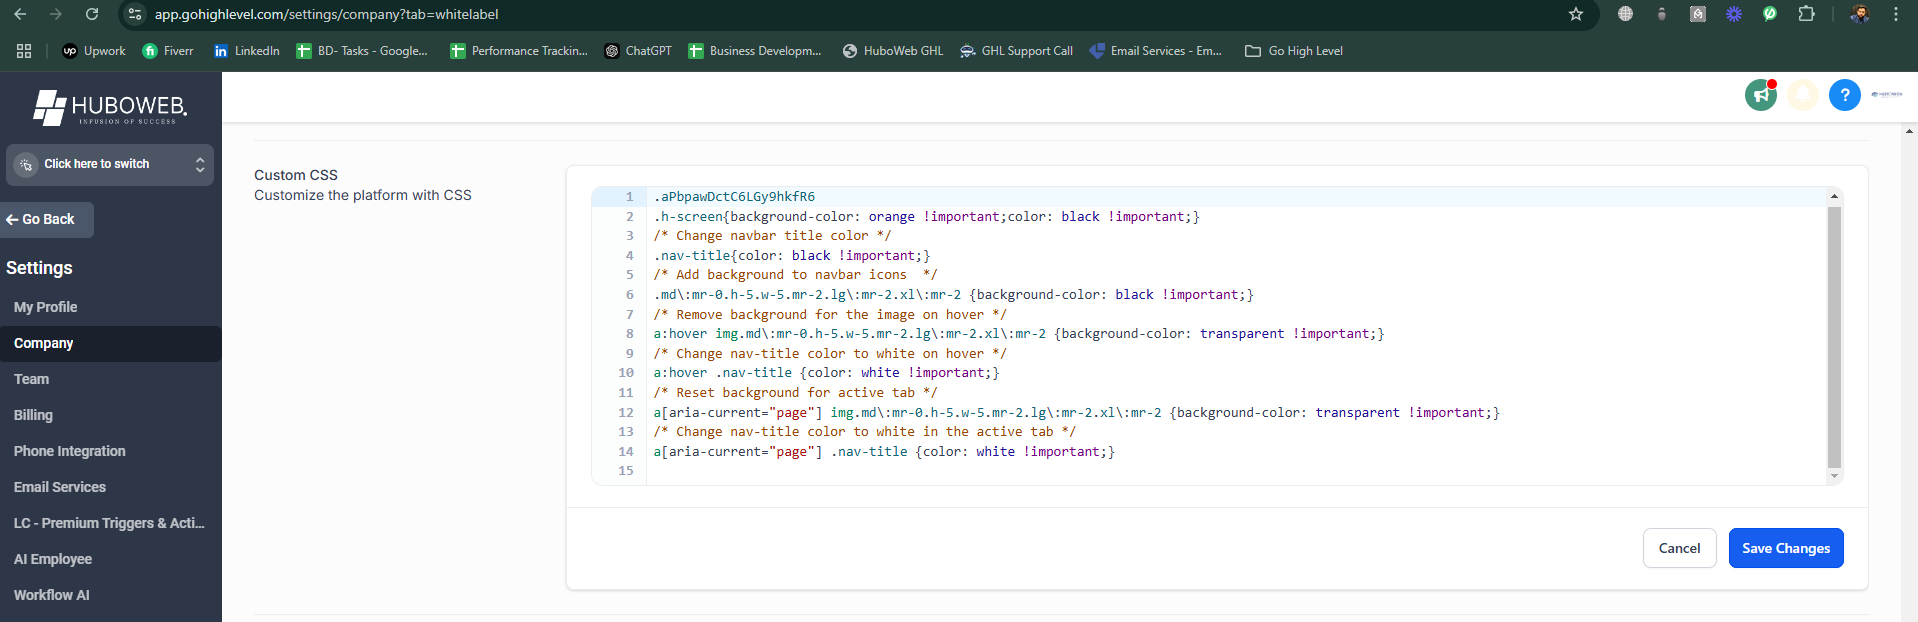 app.gohighlevel.com/settings/company?tab=whitelabel
Upwork
Fiverr
LinkedIn
BD- Tasks - Google...
Performance Trackin...
ChatGPT
Business Developm...
HuboWeb GHL
GHL Support Call
Email Services - Em...
Go High Level
HUBOWEB.
INFUSION OF SUCCESS
Click here to switch
Go Back
Settings
My Profile
Company
Team
Billing
Phone Integration
Email Services
LC - Premium Triggers & Acti...
AI Employee
Workflow AI
?
Custom CSS
Customize the platform with CSS
1 .aPbpawDctC6LGy9hkfR6
2 .h-screen{background-color: orange !important;color: black !important;}
3 /* Change navbar title color */
4 .nav-title{color: black !important;}
5 /* Add background to navbar icons  */
6 .md\:mr-0.h-5.w-5.mr-2.lg\:mr-2.xl\:mr-2 {background-color: black !important;}
7 /* Remove background for the image on hover */
8 a:hover img.md\:mr-0.h-5.w-5.mr-2.lg\:mr-2.xl\:mr-2 {background-color: transparent !important;}
9 /* Change nav-title color to white on hover */
10 a:hover .nav-title {color: white !important;}
11 /* Reset background for active tab */
12 a[aria-current="page"] img.md\:mr-0.h-5.w-5.mr-2.lg\:mr-2.xl\:mr-2 {background-color: transparent !important;}
13 /* Change nav-title color to white in the active tab */
14 a[aria-current="page"] .nav-title {color: white !important;}
15
Cancel
Save Changes